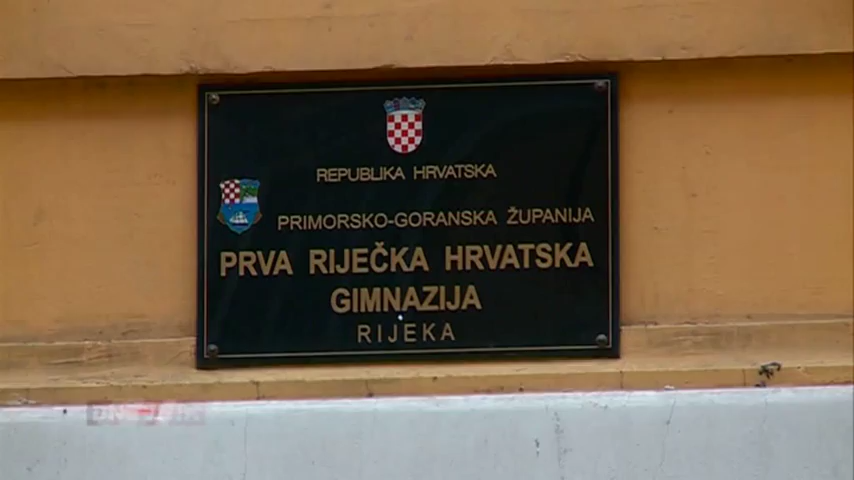 REPUBLIKA HRVATSKA
PRIMORSKO-GORANSKA ŽUPANIJA
PRVA RIJEČKA HRVATSKA
GIMNAZIJA
RIJEKA